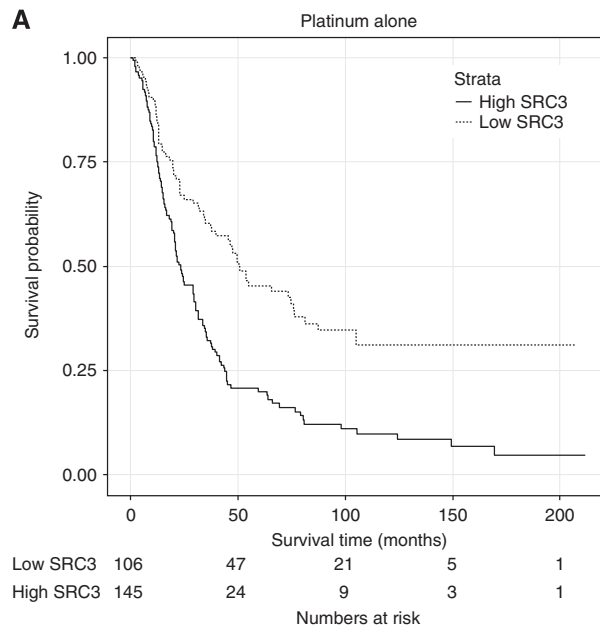 A
Platinum alone
Strata
High SRC3
Low SRC3
Survival probability
1.00
0.75
0.50
0.25
0.00
0 50 100 150 200
Survival time (months)
Low SRC3 106 47 21 5 1
High SRC3 145 24 9 3 1
Numbers at risk